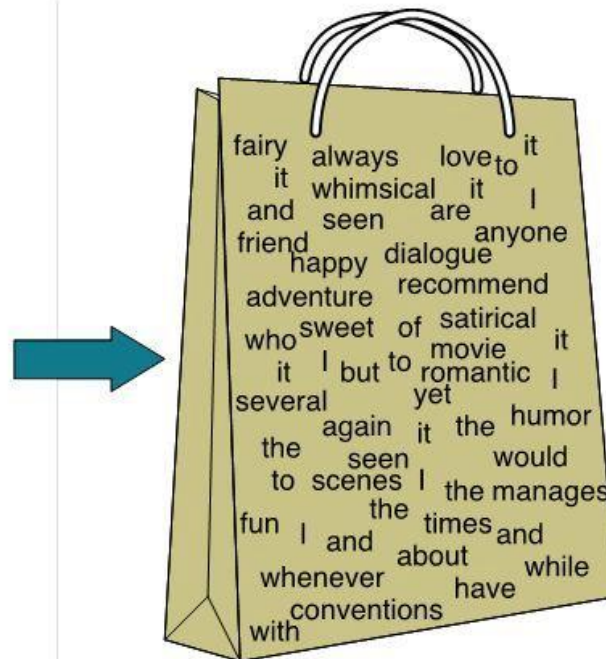 fairy always love to it
it whimsical it I
and seen are anyone
friend happy dialogue
adventure recommend
who sweet of satirical it
it I but to movie romantic I
several yet
again it the humor
the seen would
to scenes I the manages
fun I and the times and
about while
whenever have
conventions
with